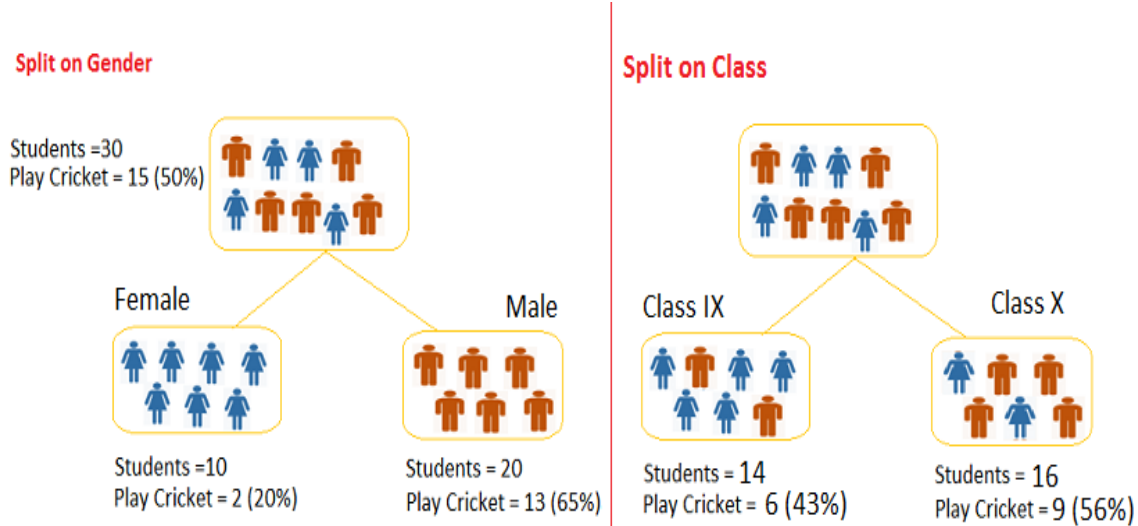 Split on Gender
Students =30
Play Cricket = 15 (50%)
Female
Male
Students =10
Play Cricket = 2 (20%)
Students = 20
Play Cricket = 13 (65%)
Split on Class
Class IX
Class X
Students = 14
Play Cricket = 6 (43%)
Students = 16
Play Cricket = 9 (56%)